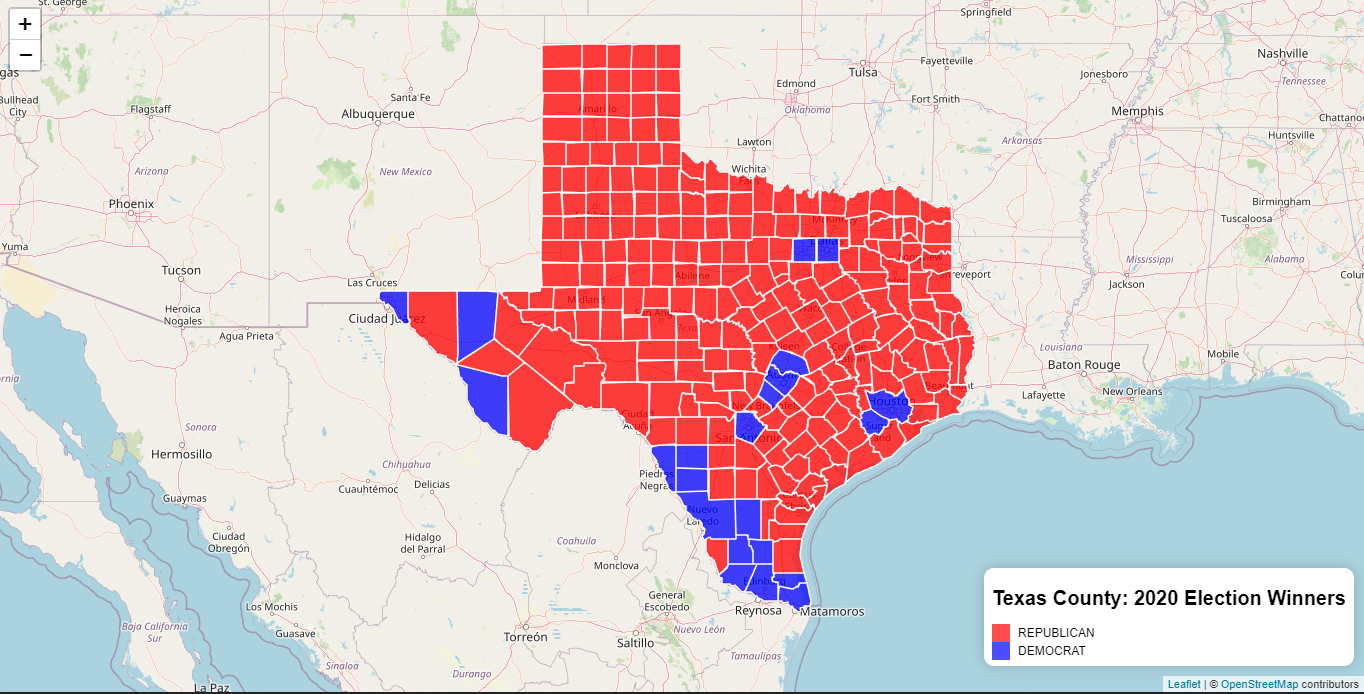 +
−
St. George
Springfield
Nashville
Tennessee
Tulsa
Fayetteville
Jonesboro
Edmond
Oklahoma
Fort Smith
Memphis
Santa Fe
Bullhead
City
Flagstaff
Albuquerque
Amarillo
Huntsville
Lawton
Arkansas
Arizona
New Mexico
Wichita
Falls
Phoenix
Birmingham
Tuscaloosa
McKinney
Dallas
Yuma
Tucson
Las Cruces
Abilene
Longview
Shreveport
Mississippi
Alabama
Jackson
Midland
San Angelo
Texas
Waco
Heroica
Nogales
Ciudad Juárez
Agua Prieta
Killeen
College
Station
Louisiana
Baton Rouge
Mobile
Austin
Beaumont
Lafayette
New Orleans
Houston
New Braunfels
Ciudad
Acuña
Sugar
Land
San Antonio
Sonora
Hermosillo
Chihuahua
Cuauhtémoc
Delicias
Piedras
Negras
Guaymas
Corpus
Nuevo
Laredo
Ciudad
Obregón
Hidalgo
del Parral
Coahuila
Monclova
Edinburg
General
Escobedo
Reynosa
Matamoros
Los Mochis
Guasave
Baja California
Sur
Torreón
Saltillo
Nuevo León
Tamaulipas
Sinaloa
Durango
La Paz
Texas County: 2020 Election Winners
REPUBLICAN
DEMOCRAT
Leaflet | © OpenStreetMap contributors